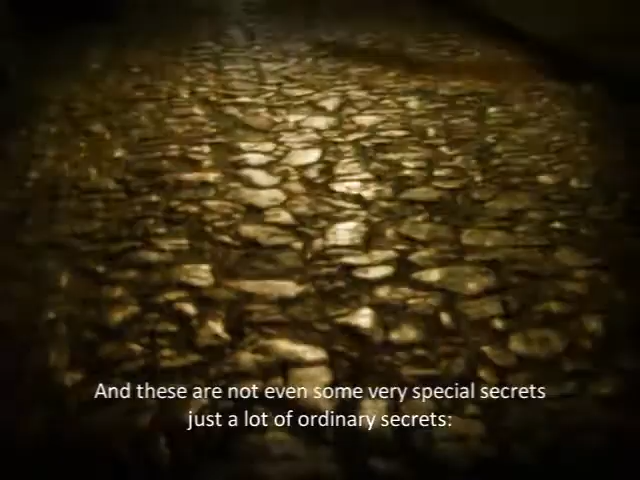 And these are not even some very special secrets
just a lot of ordinary secrets: